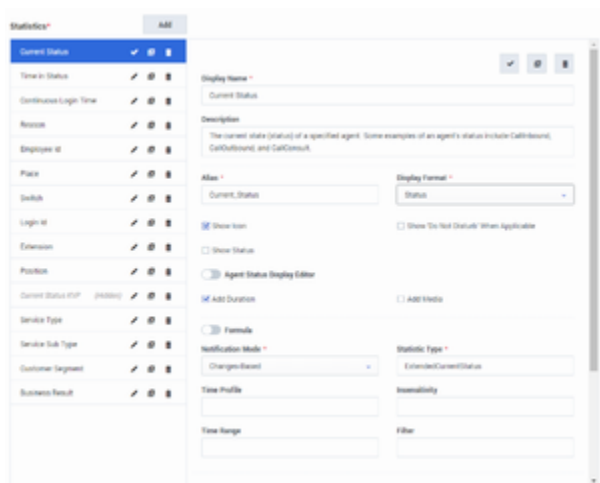 Statistics*
Add
Current Status
Time in Status
Continuous Login Time
Reason
Employee Id
Place
Switch
Login Id
Extension
Position
Current Status KVP (Hidden)
Service Type
Service Sub Type
Customer Segment
Business Result
Display Name *
Current Status
Description
The current state (status) of a specified agent. Some examples of an agent's status include CallInbound,
CallOutbound, and CallConsult.
Alias *
Display Format *
Current_Status
Status
Show Icon
Show 'Do Not Disturb' When Applicable
Show Status
Agent Status Display Editor
Add Duration
Add Media
Formula
Notification Mode *
Statistic Type *
Changes-Based
ExtendedCurrentStatus
Time Profile
Insensitivity
Time Range
Filter